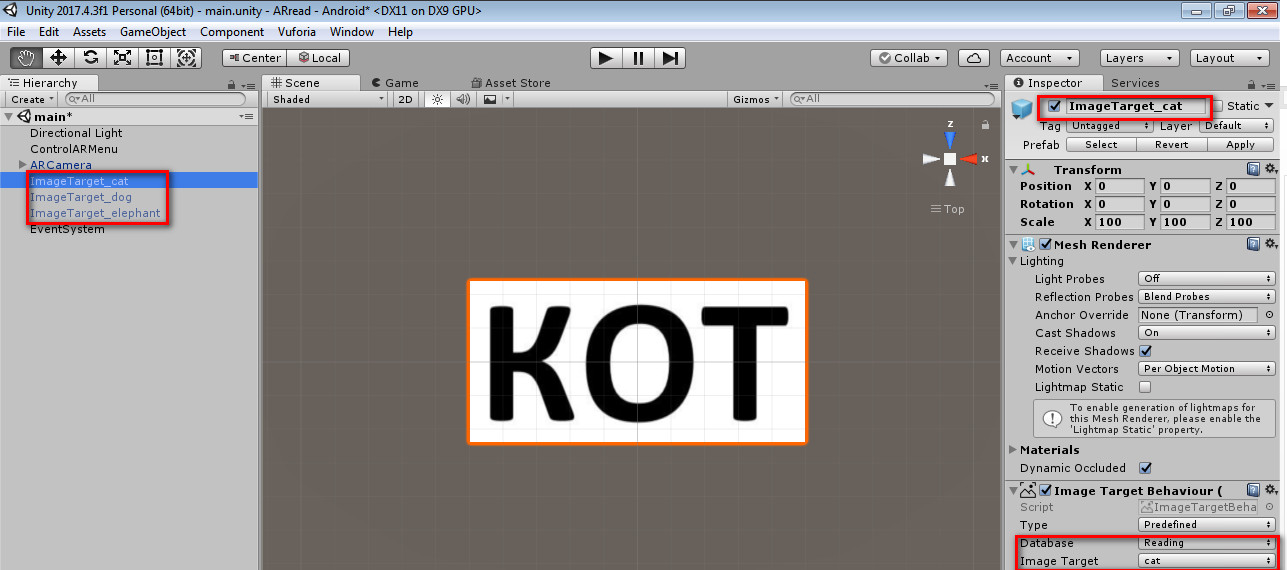 Unity 2017.4.3f1 Personal (64bit) - main.unity - ARread - Android* <DX11 on DX9 GPU>
File Edit Assets GameObject Component Vuforia Window Help
Center Local Collab Account Layers Layout
Hierarchy
Create All
main*
Directional Light
ControlARMenu
ARCamera
ImageTarget_cat
ImageTarget_dog
ImageTarget_elephant
EventSystem
Scene Game Asset Store
Shaded 2D Gizmos All
z
x
Top
КОТ
Inspector Services
ImageTarget_cat Static
Tag Untagged Layer Default
Prefab Select Revert Apply
Transform
Position X 0 Y 0 Z 0
Rotation X 0 Y 0 Z 0
Scale X 100 Y 100 Z 100
Mesh Renderer
Lighting
Light Probes Off
Reflection Probes Blend Probes
Anchor Override None (Transform)
Cast Shadows On
Receive Shadows
Motion Vectors Per Object Motion
Lightmap Static
To enable generation of lightmaps for
this Mesh Renderer, please enable the
'Lightmap Static' property.
Materials
Dynamic Occluded
Image Target Behaviour (
Script ImageTargetBeha
Type Predefined
Database Reading
Image Target cat